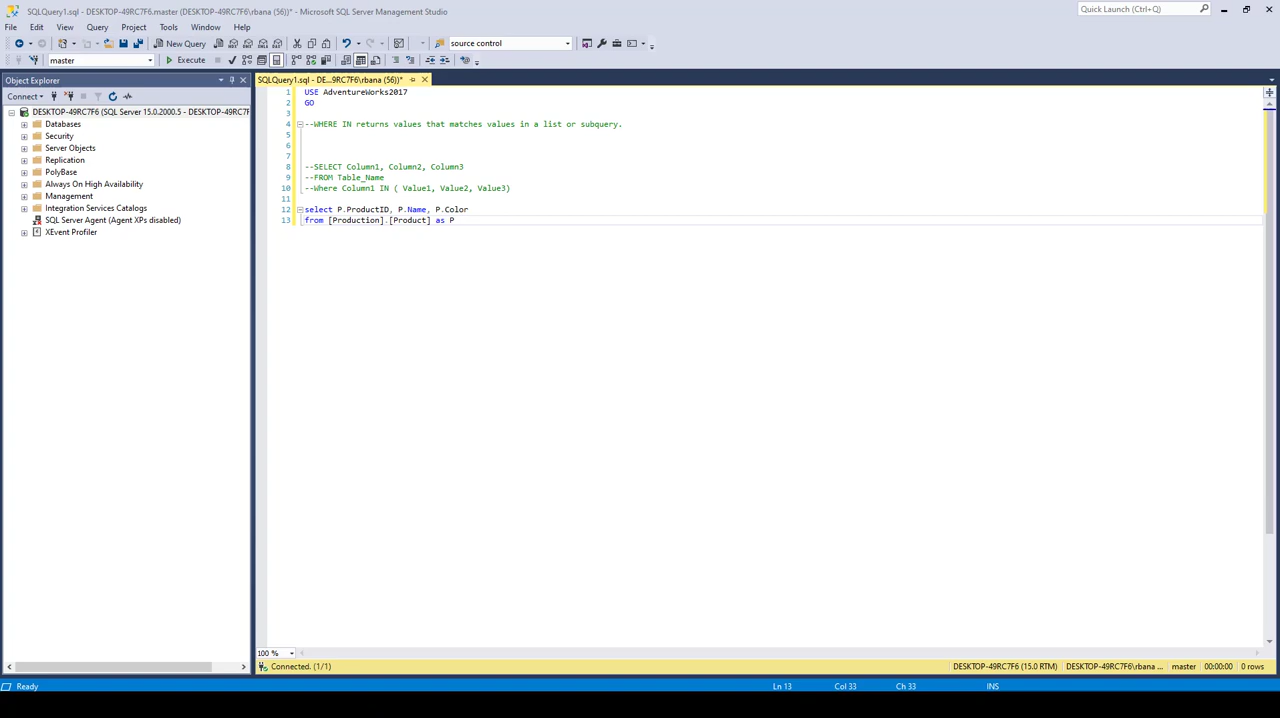 SQLQuery1.sql - DESKTOP-49RC7F6.master (DESKTOP-49RC7F6\rbana (56))* - Microsoft SQL Server Management Studio
Quick Launch (Ctrl+Q)
File Edit View Query Project Tools Window Help
New Query
source control
master
Execute
Object Explorer
SQLQuery1.sql - DE...9RC7F6\rbana (56))*
Connect
DESKTOP-49RC7F6 (SQL Server 15.0.2000.5 - DESKTOP-49RC7F
Databases
Security
Server Objects
Replication
PolyBase
Always On High Availability
Management
Integration Services Catalogs
SQL Server Agent (Agent XPs disabled)
XEvent Profiler
1 USE AdventureWorks2017
2 GO
3
4 --WHERE IN returns values that matches values in a list or subquery.
5
6
7
8 --SELECT Column1, Column2, Column3
9 --FROM Table_Name
10 --Where Column1 IN ( Value1, Value2, Value3)
11
12 select P.ProductID, P.Name, P.Color
13 from [Production].[Product] as P
100 %
Connected. (1/1)
DESKTOP-49RC7F6 (15.0 RTM) DESKTOP-49RC7F6\rbana ... master 00:00:00 0 rows
Ready
Ln 13 Col 33 Ch 33 INS